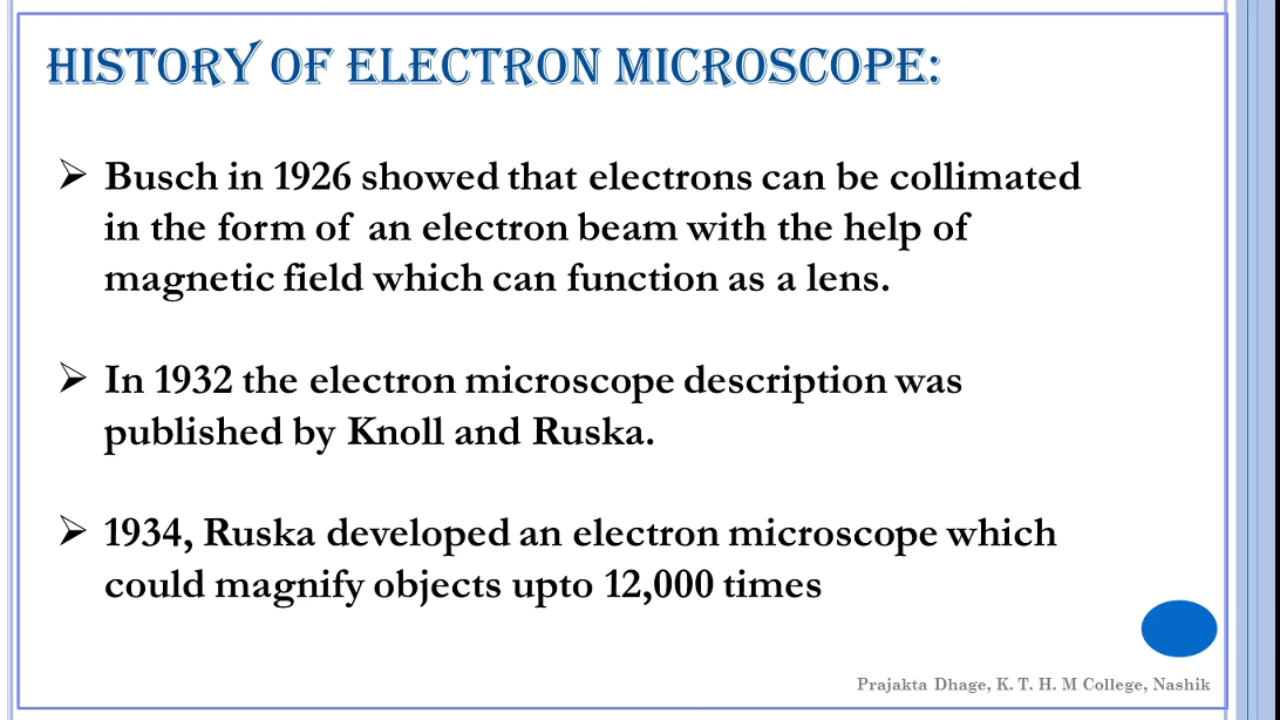 HISTORY OF ELECTRON MICROSCOPE:
➢ Busch in 1926 showed that electrons can be collimated
in the form of an electron beam with the help of
magnetic field which can function as a lens.
➢ In 1932 the electron microscope description was
published by Knoll and Ruska.
➢ 1934, Ruska developed an electron microscope which
could magnify objects upto 12,000 times
Prajakta Dhage, K. T. H. M College, Nashik